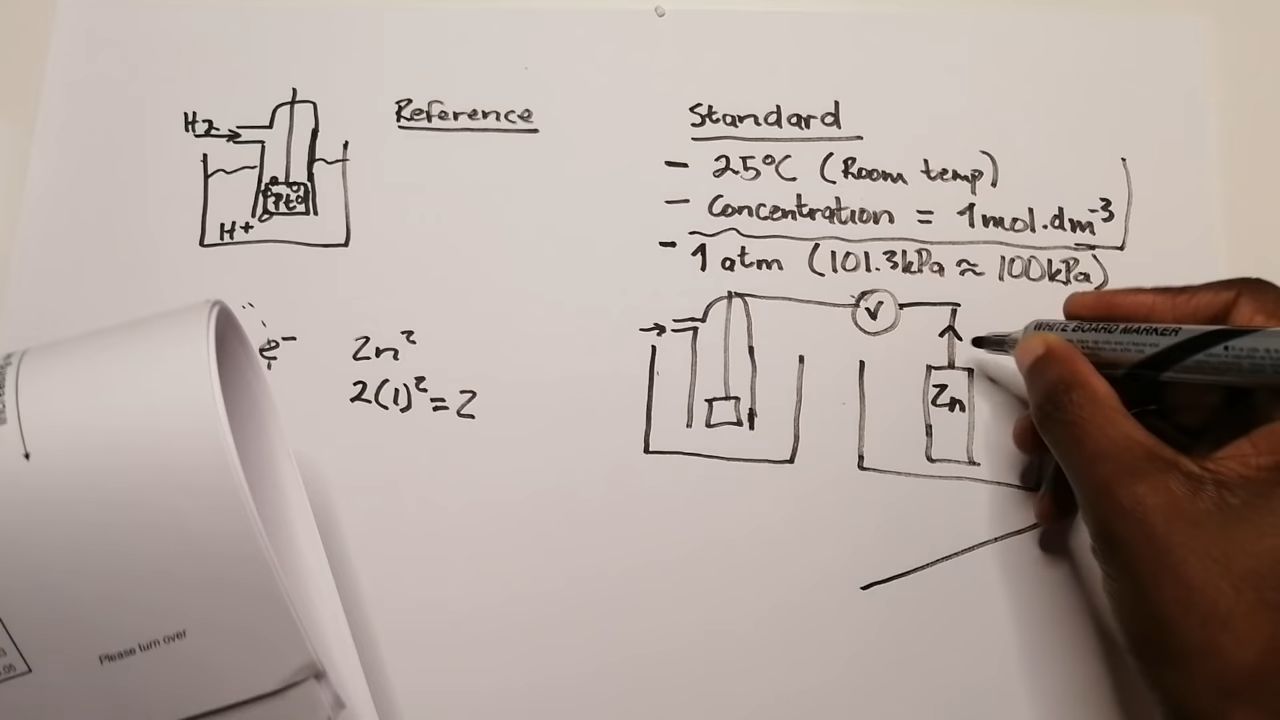 H2
Reference
Pt
H+
Standard
- 25°C (Room temp)
- Concentration = 1mol.dm⁻³
- 1 atm (101.3kPa ≈ 100kPa)
V
Zn
e⁻
2n²
2(1)² = 2
WHITE BOARD MARKER
Please turn over